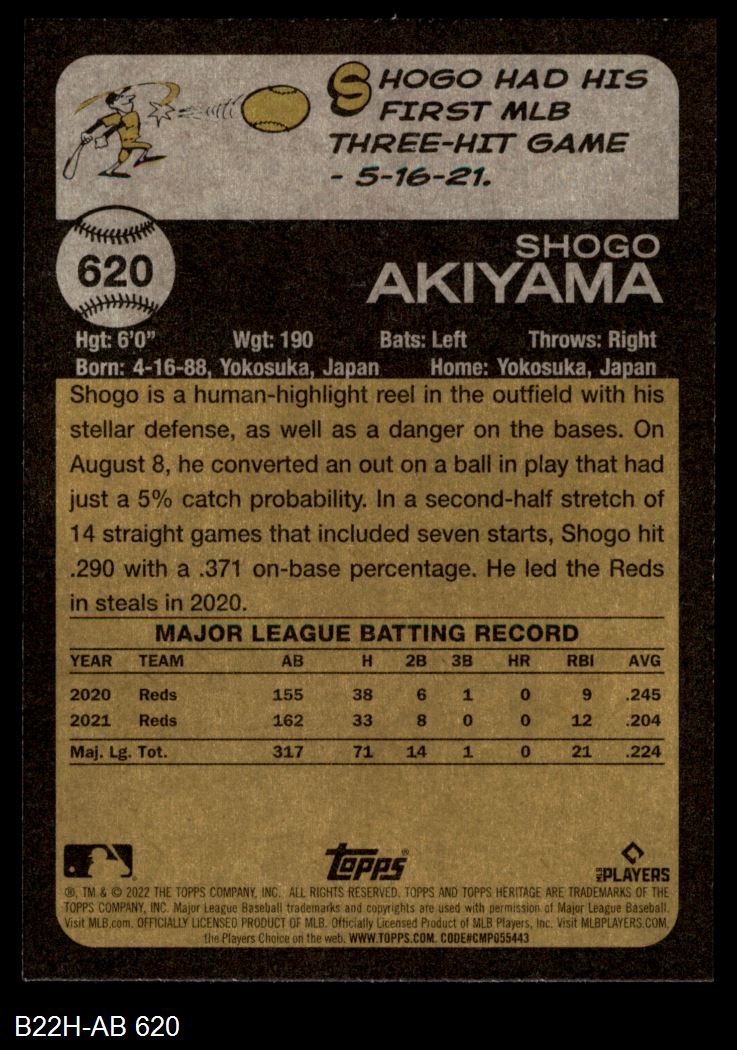 SHOGO HAD HIS
FIRST MLB
THREE-HIT GAME
- 5-16-21.
620
SHOGO
AKIYAMA
Hgt: 6'0" Wgt: 190 Bats: Left Throws: Right
Born: 4-16-88, Yokosuka, Japan Home: Yokosuka, Japan
Shogo is a human-highlight reel in the outfield with his
stellar defense, as well as a danger on the bases. On
August 8, he converted an out on a ball in play that had
just a 5% catch probability. In a second-half stretch of
14 straight games that included seven starts, Shogo hit
.290 with a .371 on-base percentage. He led the Reds
in steals in 2020.
MAJOR LEAGUE BATTING RECORD
YEAR TEAM AB H 2B 3B HR RBI AVG
2020 Reds 155 38 6 1 0 9 .245
2021 Reds 162 33 8 0 0 12 .204
Maj. Lg. Tot. 317 71 14 1 0 21 .224
Topps®
MLB PLAYERS
®, TM & © 2022 THE TOPPS COMPANY, INC. ALL RIGHTS RESERVED. TOPPS AND TOPPS HERITAGE ARE TRADEMARKS OF THE
TOPPS COMPANY, INC. Major League Baseball trademarks and copyrights are used with permission of Major League Baseball.
Visit MLB.com. OFFICIALLY LICENSED PRODUCT OF MLB. Officially Licensed Product of MLB Players, Inc. Visit MLBPLAYERS.COM,
the Players Choice on the web. WWW.TOPPS.COM. CODE#CMP055443
B22H-AB 620